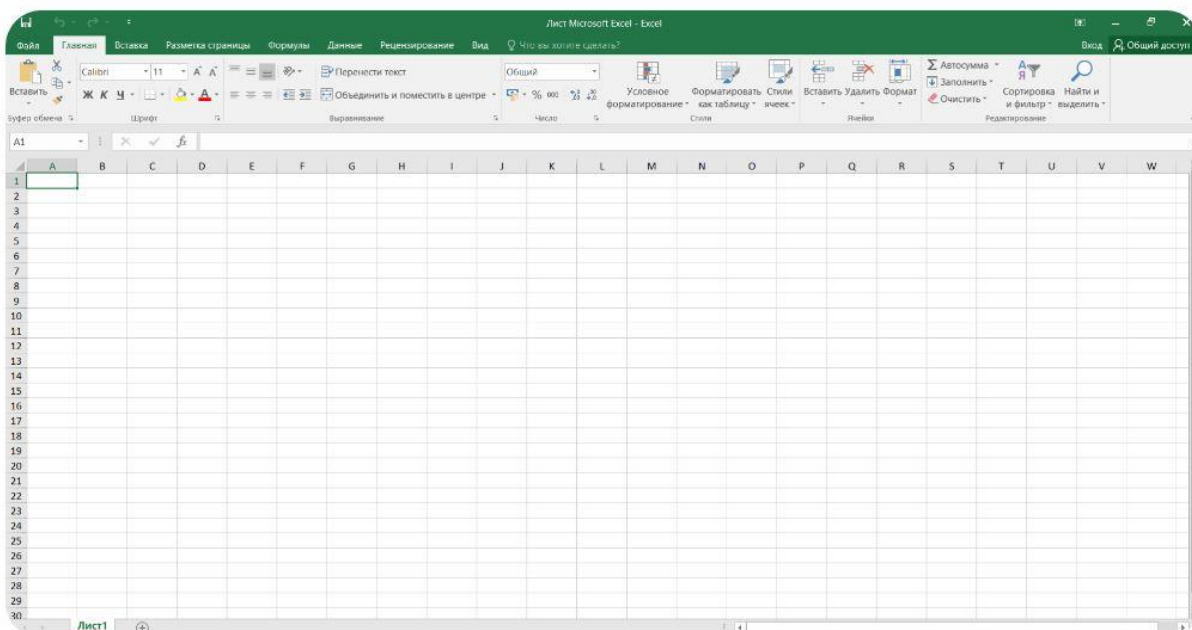 Лист Microsoft Excel - Excel
Файл Главная Вставка Разметка страницы Формулы Данные Рецензирование Вид Что вы хотите сделать? Вход Общий доступ
Вставить
Calibri 11
Ж К Ч
Перенести текст
Объединить и поместить в центре
Общий
% 000
Условное форматирование
Форматировать как таблицу
Стили ячеек
Вставить Удалить Формат
Автосумма
Заполнить
Очистить
Сортировка и фильтр
Найти и выделить
Буфер обмена Шрифт Выравнивание Число Стили Ячейки Редактирование
A1 fx
A B C D E F G H I J K L M N O P Q R S T U V W
1
2
3
4
5
6
7
8
9
10
11
12
13
14
15
16
17
18
19
20
21
22
23
24
25
26
27
28
29
30
Лист1